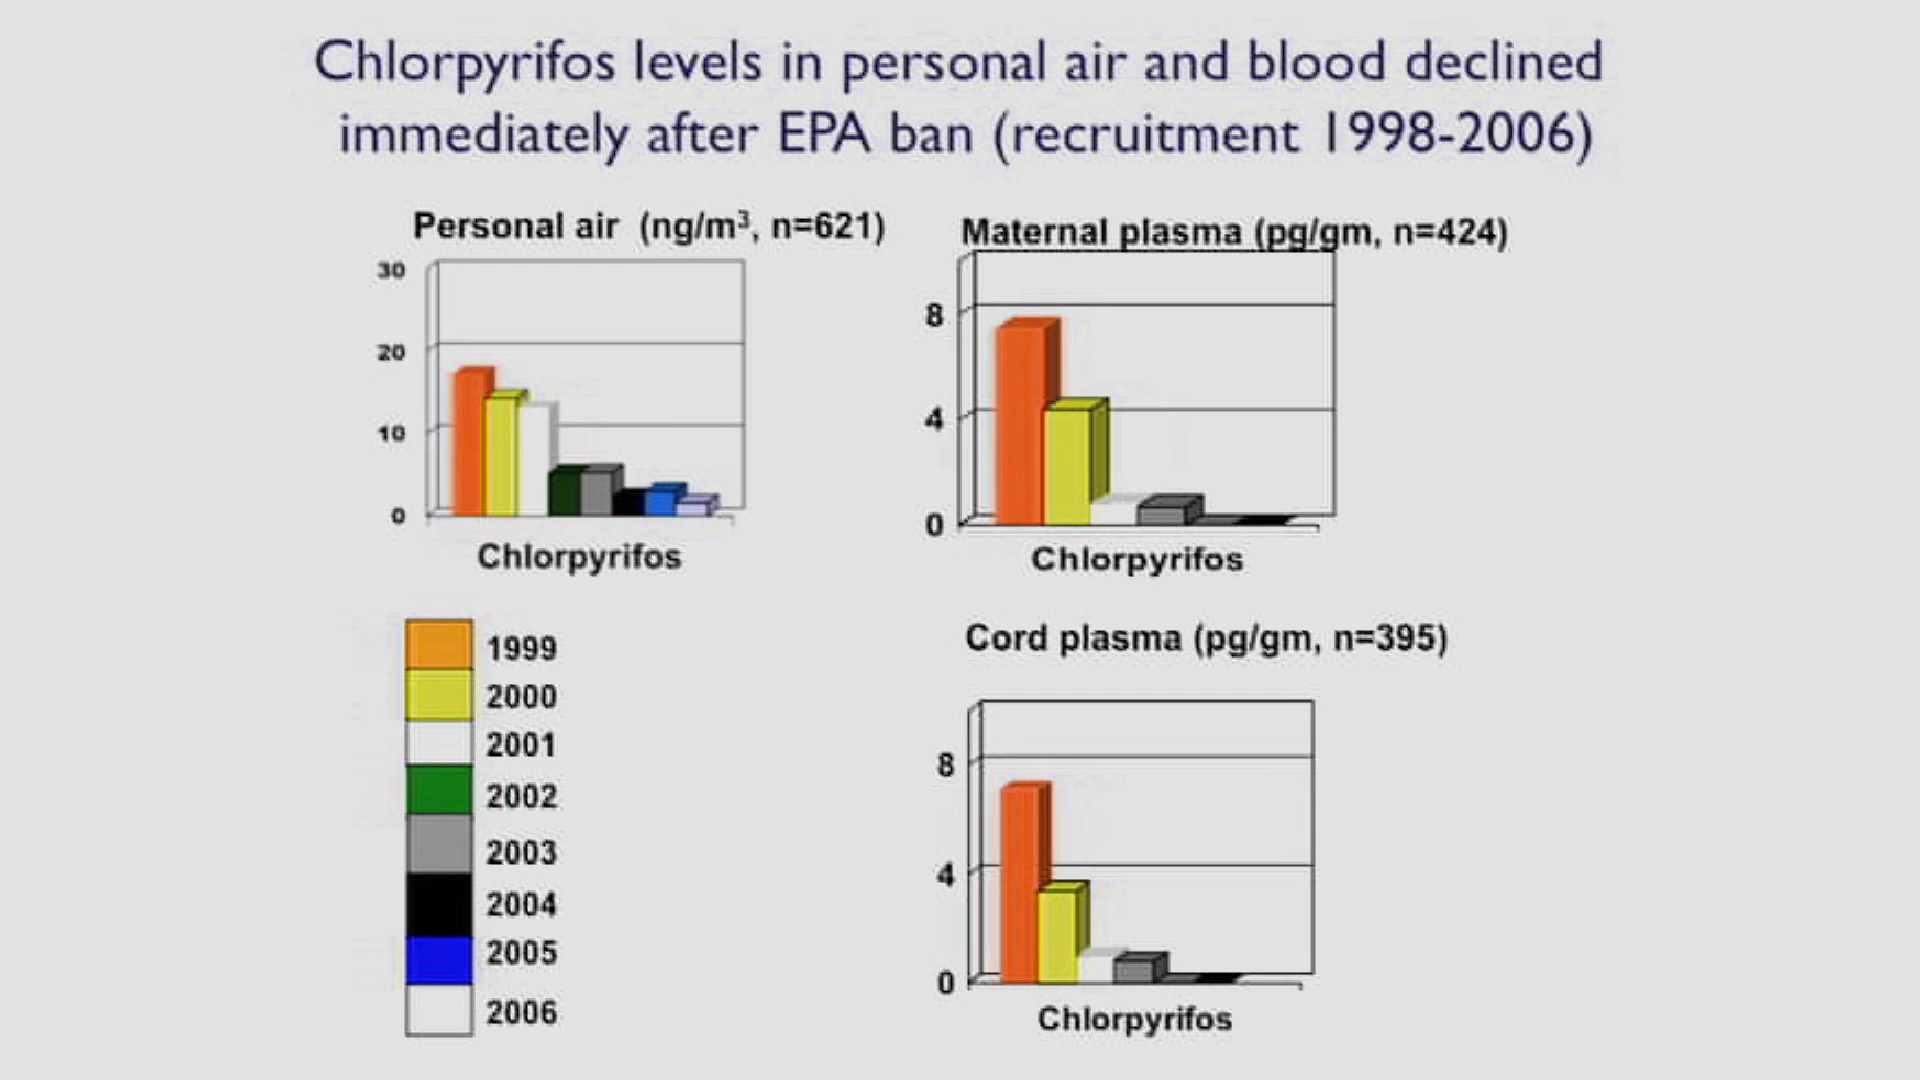 Chlorpyrifos levels in personal air and blood declined
immediately after EPA ban (recruitment 1998-2006)
Personal air (ng/m³, n=621)
30
20
10
0
Chlorpyrifos
Maternal plasma (pg/gm, n=424)
8
4
0
Chlorpyrifos
1999
2000
2001
2002
2003
2004
2005
2006
Cord plasma (pg/gm, n=395)
8
4
0
Chlorpyrifos